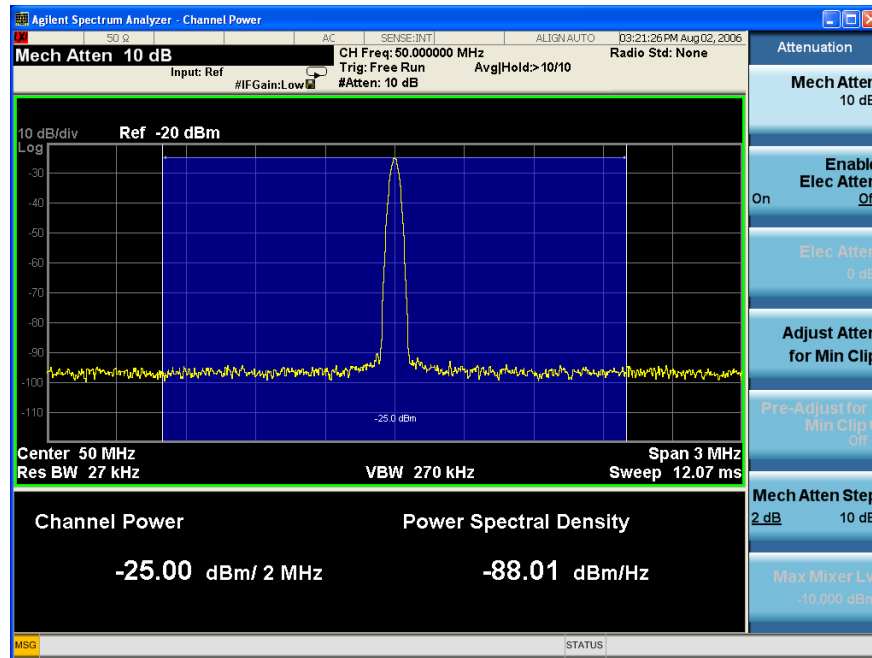 Agilent Spectrum Analyzer - Channel Power
LXI 50 Ω AC SENSE:INT ALIGN AUTO 03:21:26 PM Aug 02, 2006
Mech Atten 10 dB
CH Freq: 50.000000 MHz Radio Std: None
Input: Ref Trig: Free Run Avg|Hold:> 10/10
#IFGain:Low #Atten: 10 dB
10 dB/div Ref -20 dBm
Log
-30
-40
-50
-60
-70
-80
-90
-100
-110
-25.0 dBm
Center 50 MHz Span 3 MHz
Res BW 27 kHz VBW 270 kHz Sweep 12.07 ms
Channel Power Power Spectral Density
-25.00 dBm/ 2 MHz -88.01 dBm/Hz
MSG STATUS
Attenuation
Mech Atten
10 dB
Enable
Elec Atten
On Off
Elec Atten
0 dB
Adjust Atten
for Min Clip
Pre-Adjust for
Min Clip
Off
Mech Atten Step
2 dB 10 dB
Max Mixer Lv
-10.000 dBm